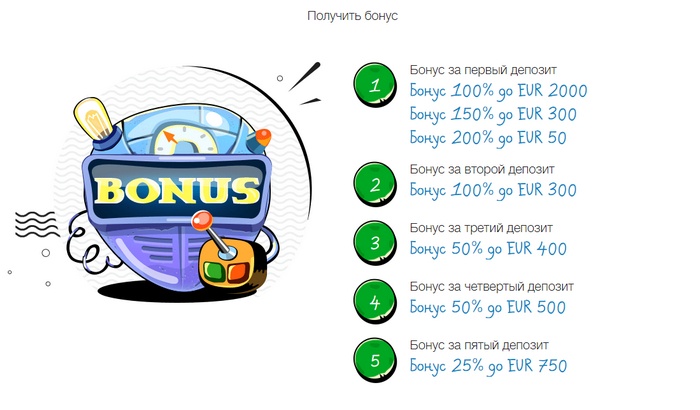 Получить бонус
BONUS
1
Бонус за первый депозит
Бонус 100% до EUR 2000
Бонус 150% до EUR 300
Бонус 200% до EUR 50
2
Бонус за второй депозит
Бонус 100% до EUR 300
3
Бонус за третий депозит
Бонус 50% до EUR 400
4
Бонус за четвертый депозит
Бонус 50% до EUR 500
5
Бонус за пятый депозит
Бонус 25% до EUR 750